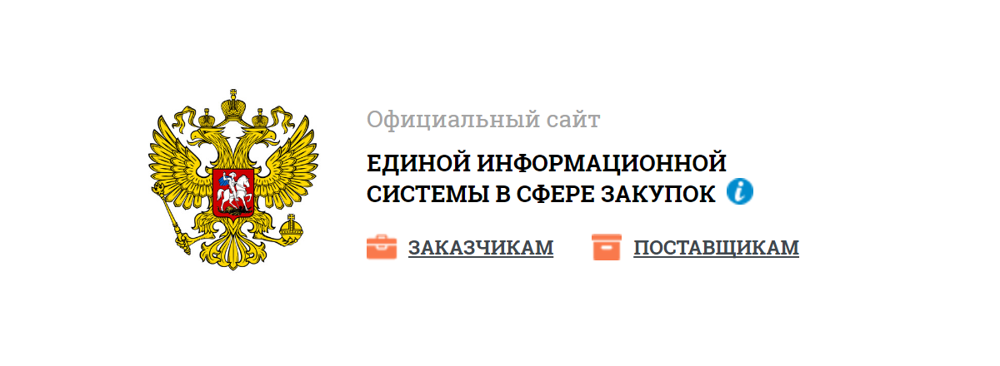 Официальный сайт
ЕДИНОЙ ИНФОРМАЦИОННОЙ
СИСТЕМЫ В СФЕРЕ ЗАКУПОК i
ЗАКАЗЧИКАМ ПОСТАВЩИКАМ